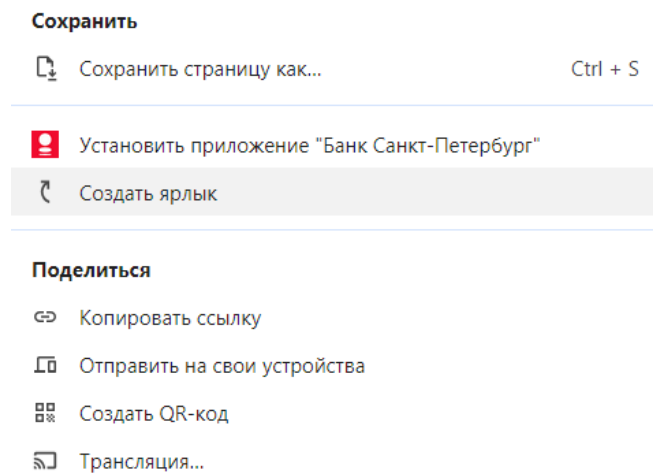 Сохранить
Сохранить страницу как... Ctrl + S
Установить приложение "Банк Санкт-Петербург"
Создать ярлык
Поделиться
Копировать ссылку
Отправить на свои устройства
Создать QR-код
Трансляция...